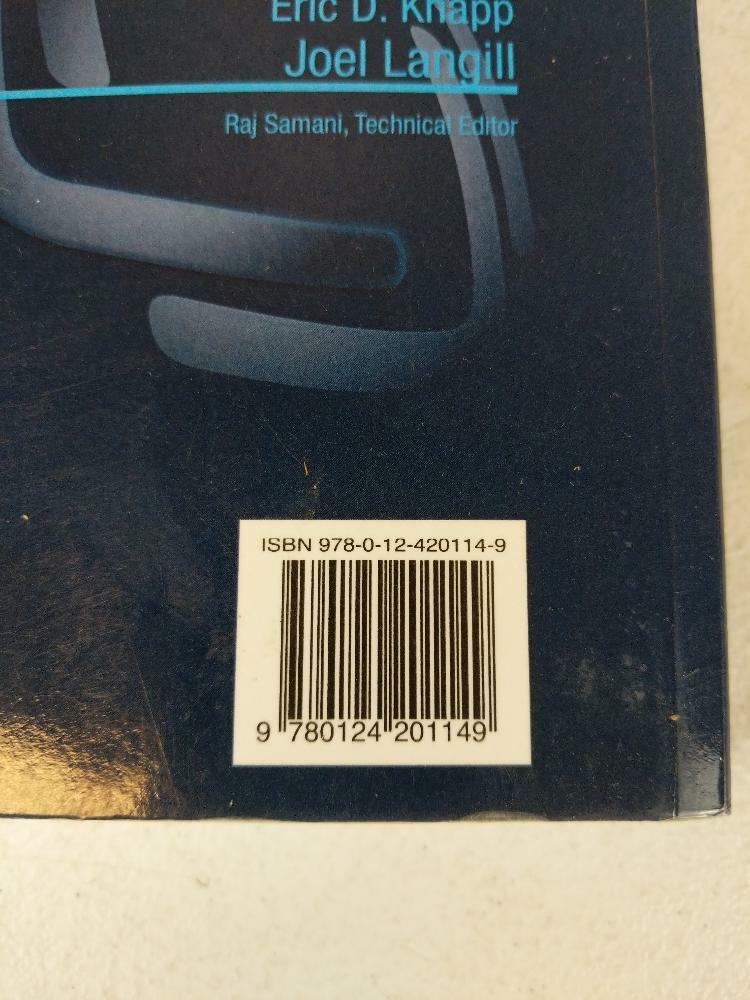 Eric D. Knapp
Joel Langill
Raj Samani, Technical Editor
ISBN 978-0-12-420114-9
9 780124 201149